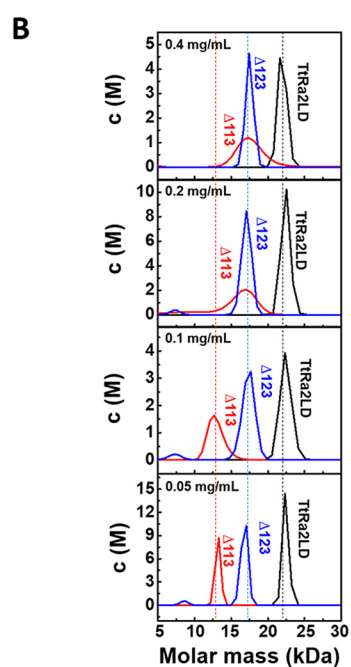 B
0.4 mg/mL
5
4
3
2
1
0
c (M)
Δ113
Δ123
TtRa2LD
0.2 mg/mL
10
8
6
4
2
0
c (M)
Δ113
Δ123
TtRa2LD
0.1 mg/mL
4
3
2
1
0
c (M)
Δ113
Δ123
TtRa2LD
0.05 mg/mL
15
12
9
6
3
0
c (M)
Δ113
Δ123
TtRa2LD
5 10 15 20 25 30
Molar mass (kDa)